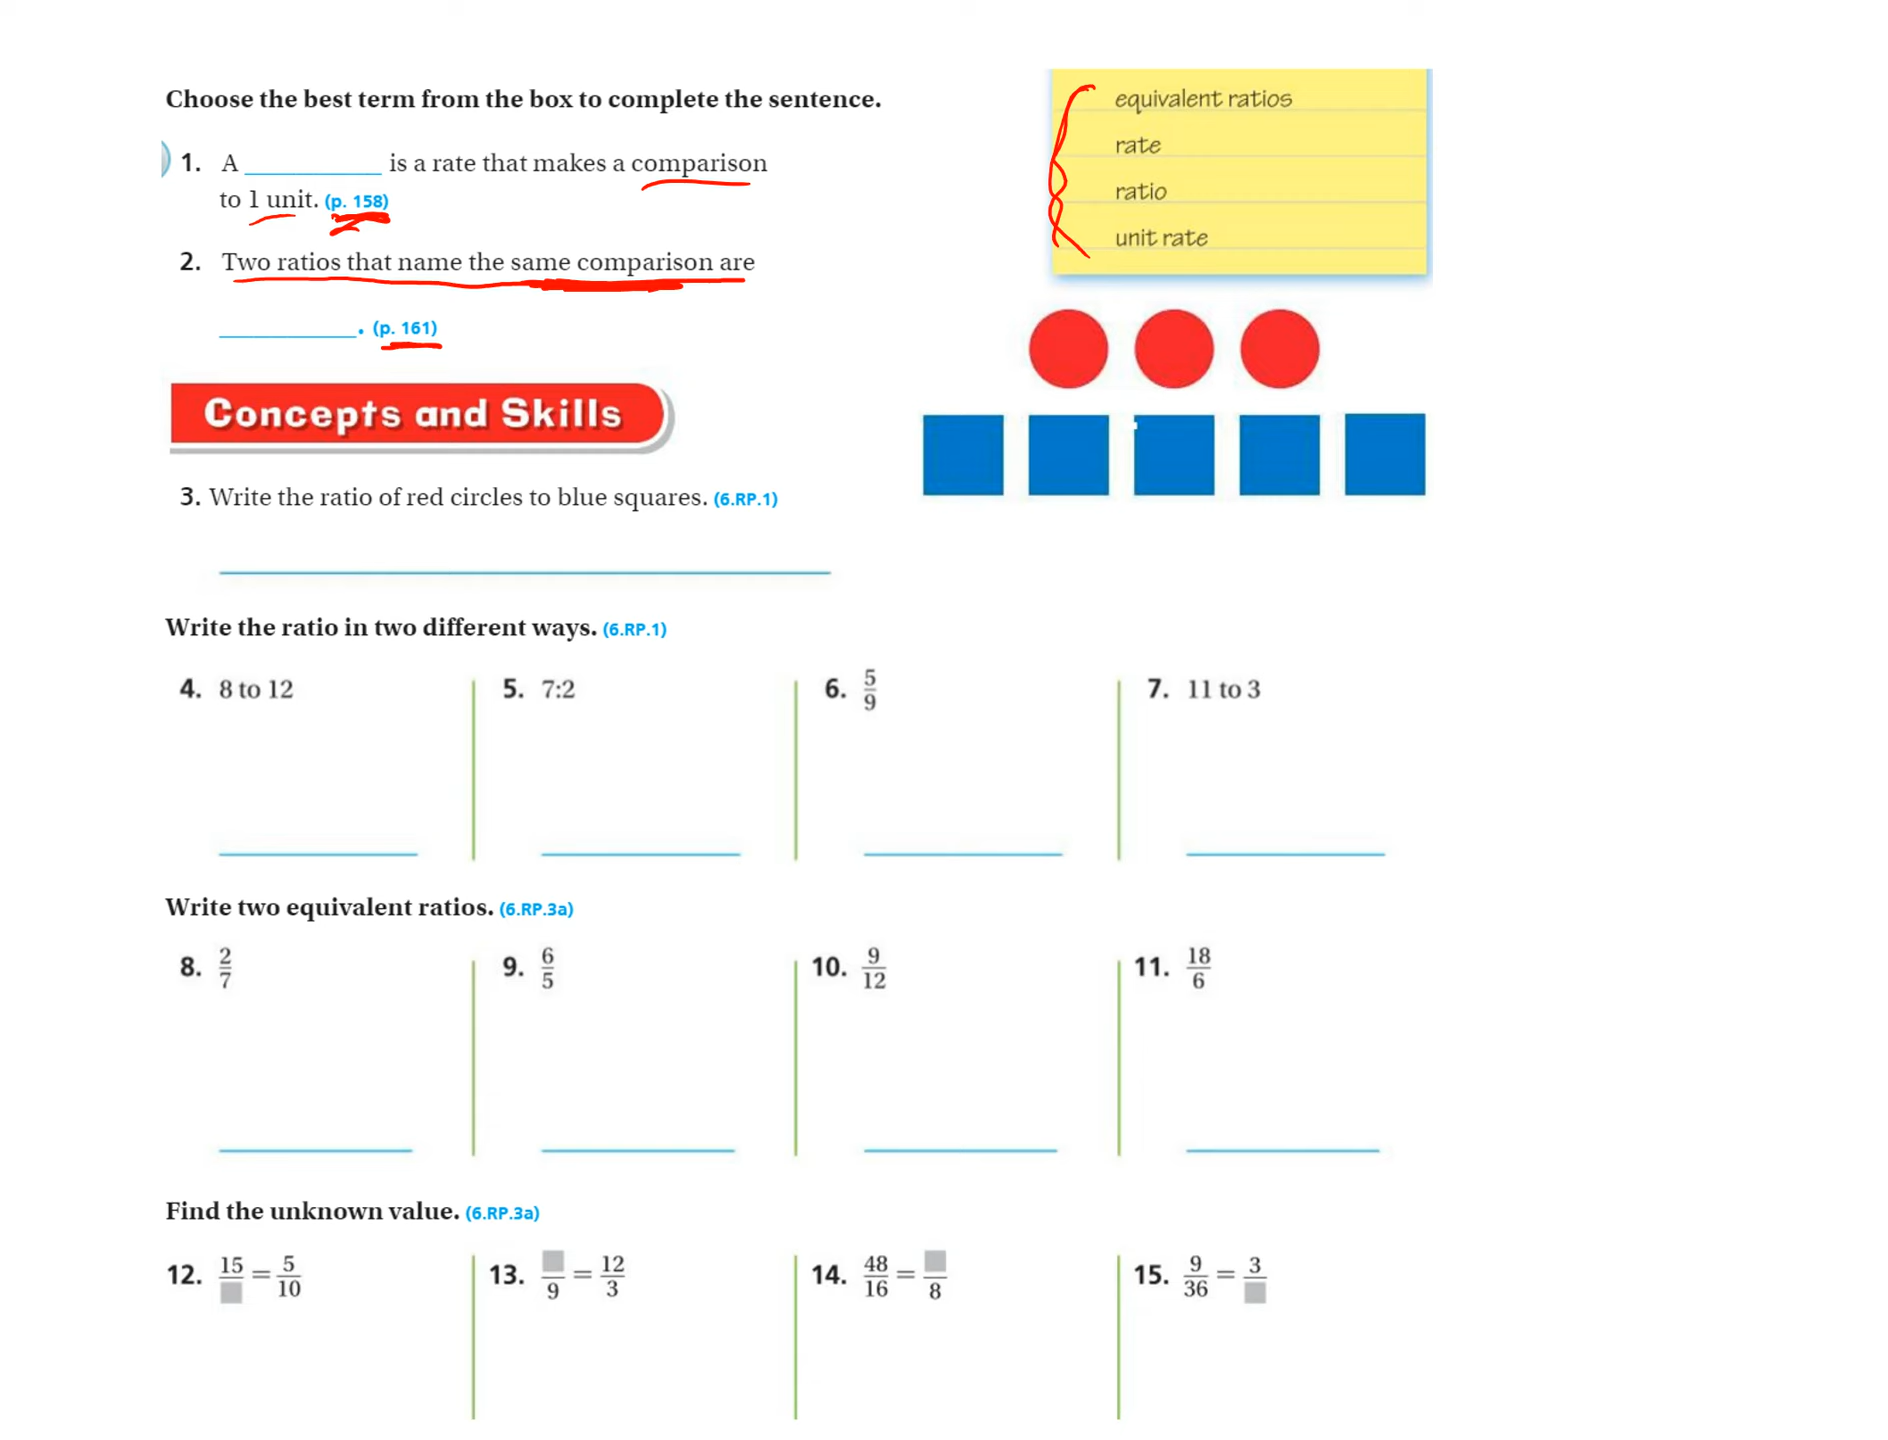 Choose the best term from the box to complete the sentence.
equivalent ratios
rate
ratio
unit rate
1. A ___________ is a rate that makes a comparison
to 1 unit. (p. 158)
2. Two ratios that name the same comparison are
___________. (p. 161)
Concepts and Skills
3. Write the ratio of red circles to blue squares. (6.RP.1)
Write the ratio in two different ways. (6.RP.1)
4. 8 to 12
5. 7:2
6. 5/9
7. 11 to 3
Write two equivalent ratios. (6.RP.3a)
8. 2/7
9. 6/5
10. 9/12
11. 18/6
Find the unknown value. (6.RP.3a)
12. 15/■ = 5/10
13. ■/9 = 12/3
14. 48/16 = ■/8
15. 9/36 = 3/■